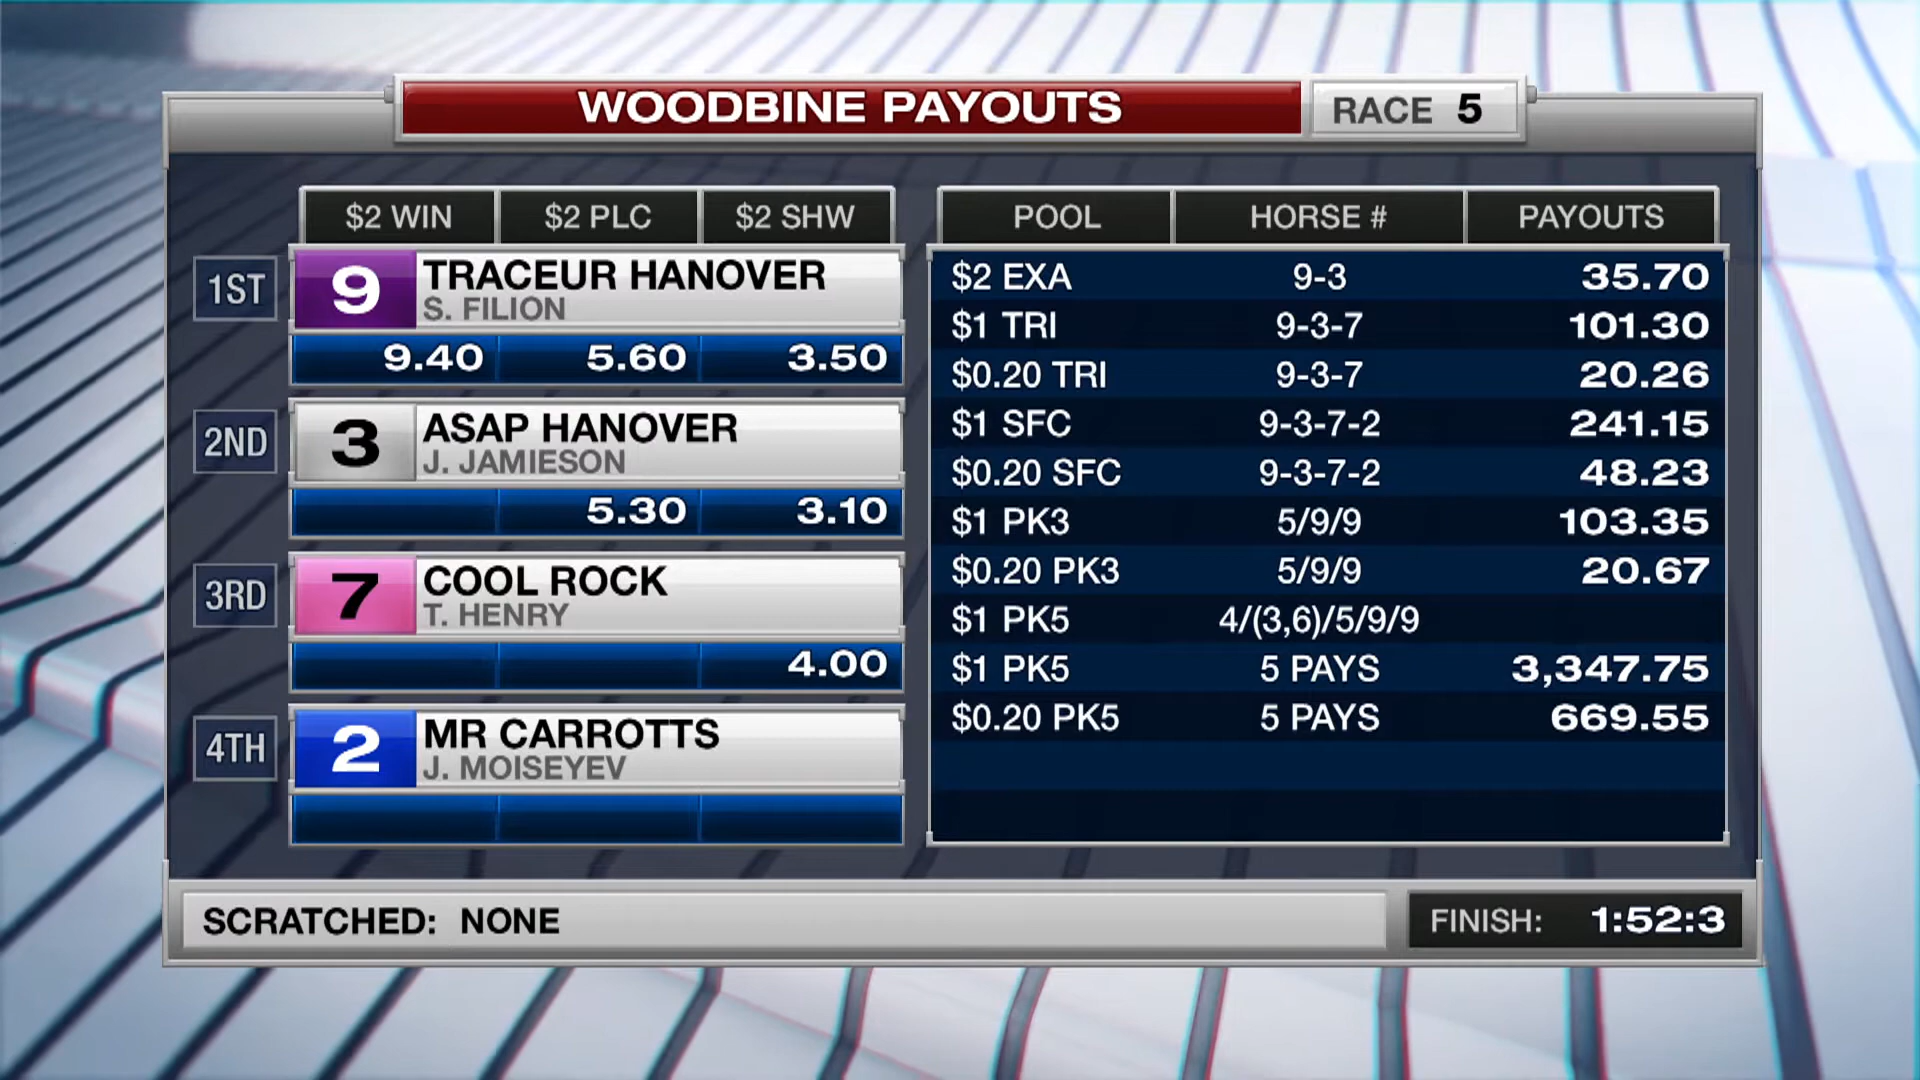 WOODBINE PAYOUTS
RACE 5
$2 WIN $2 PLC $2 SHW
1ST 9 TRACEUR HANOVER
S. FILION
9.40 5.60 3.50
2ND 3 ASAP HANOVER
J. JAMIESON
5.30 3.10
3RD 7 COOL ROCK
T. HENRY
4.00
4TH 2 MR CARROTTS
J. MOISEYEV
POOL HORSE # PAYOUTS
$2 EXA 9-3 35.70
$1 TRI 9-3-7 101.30
$0.20 TRI 9-3-7 20.26
$1 SFC 9-3-7-2 241.15
$0.20 SFC 9-3-7-2 48.23
$1 PK3 5/9/9 103.35
$0.20 PK3 5/9/9 20.67
$1 PK5 4/(3,6)/5/9/9
$1 PK5 5 PAYS 3,347.75
$0.20 PK5 5 PAYS 669.55
SCRATCHED: NONE
FINISH: 1:52:3